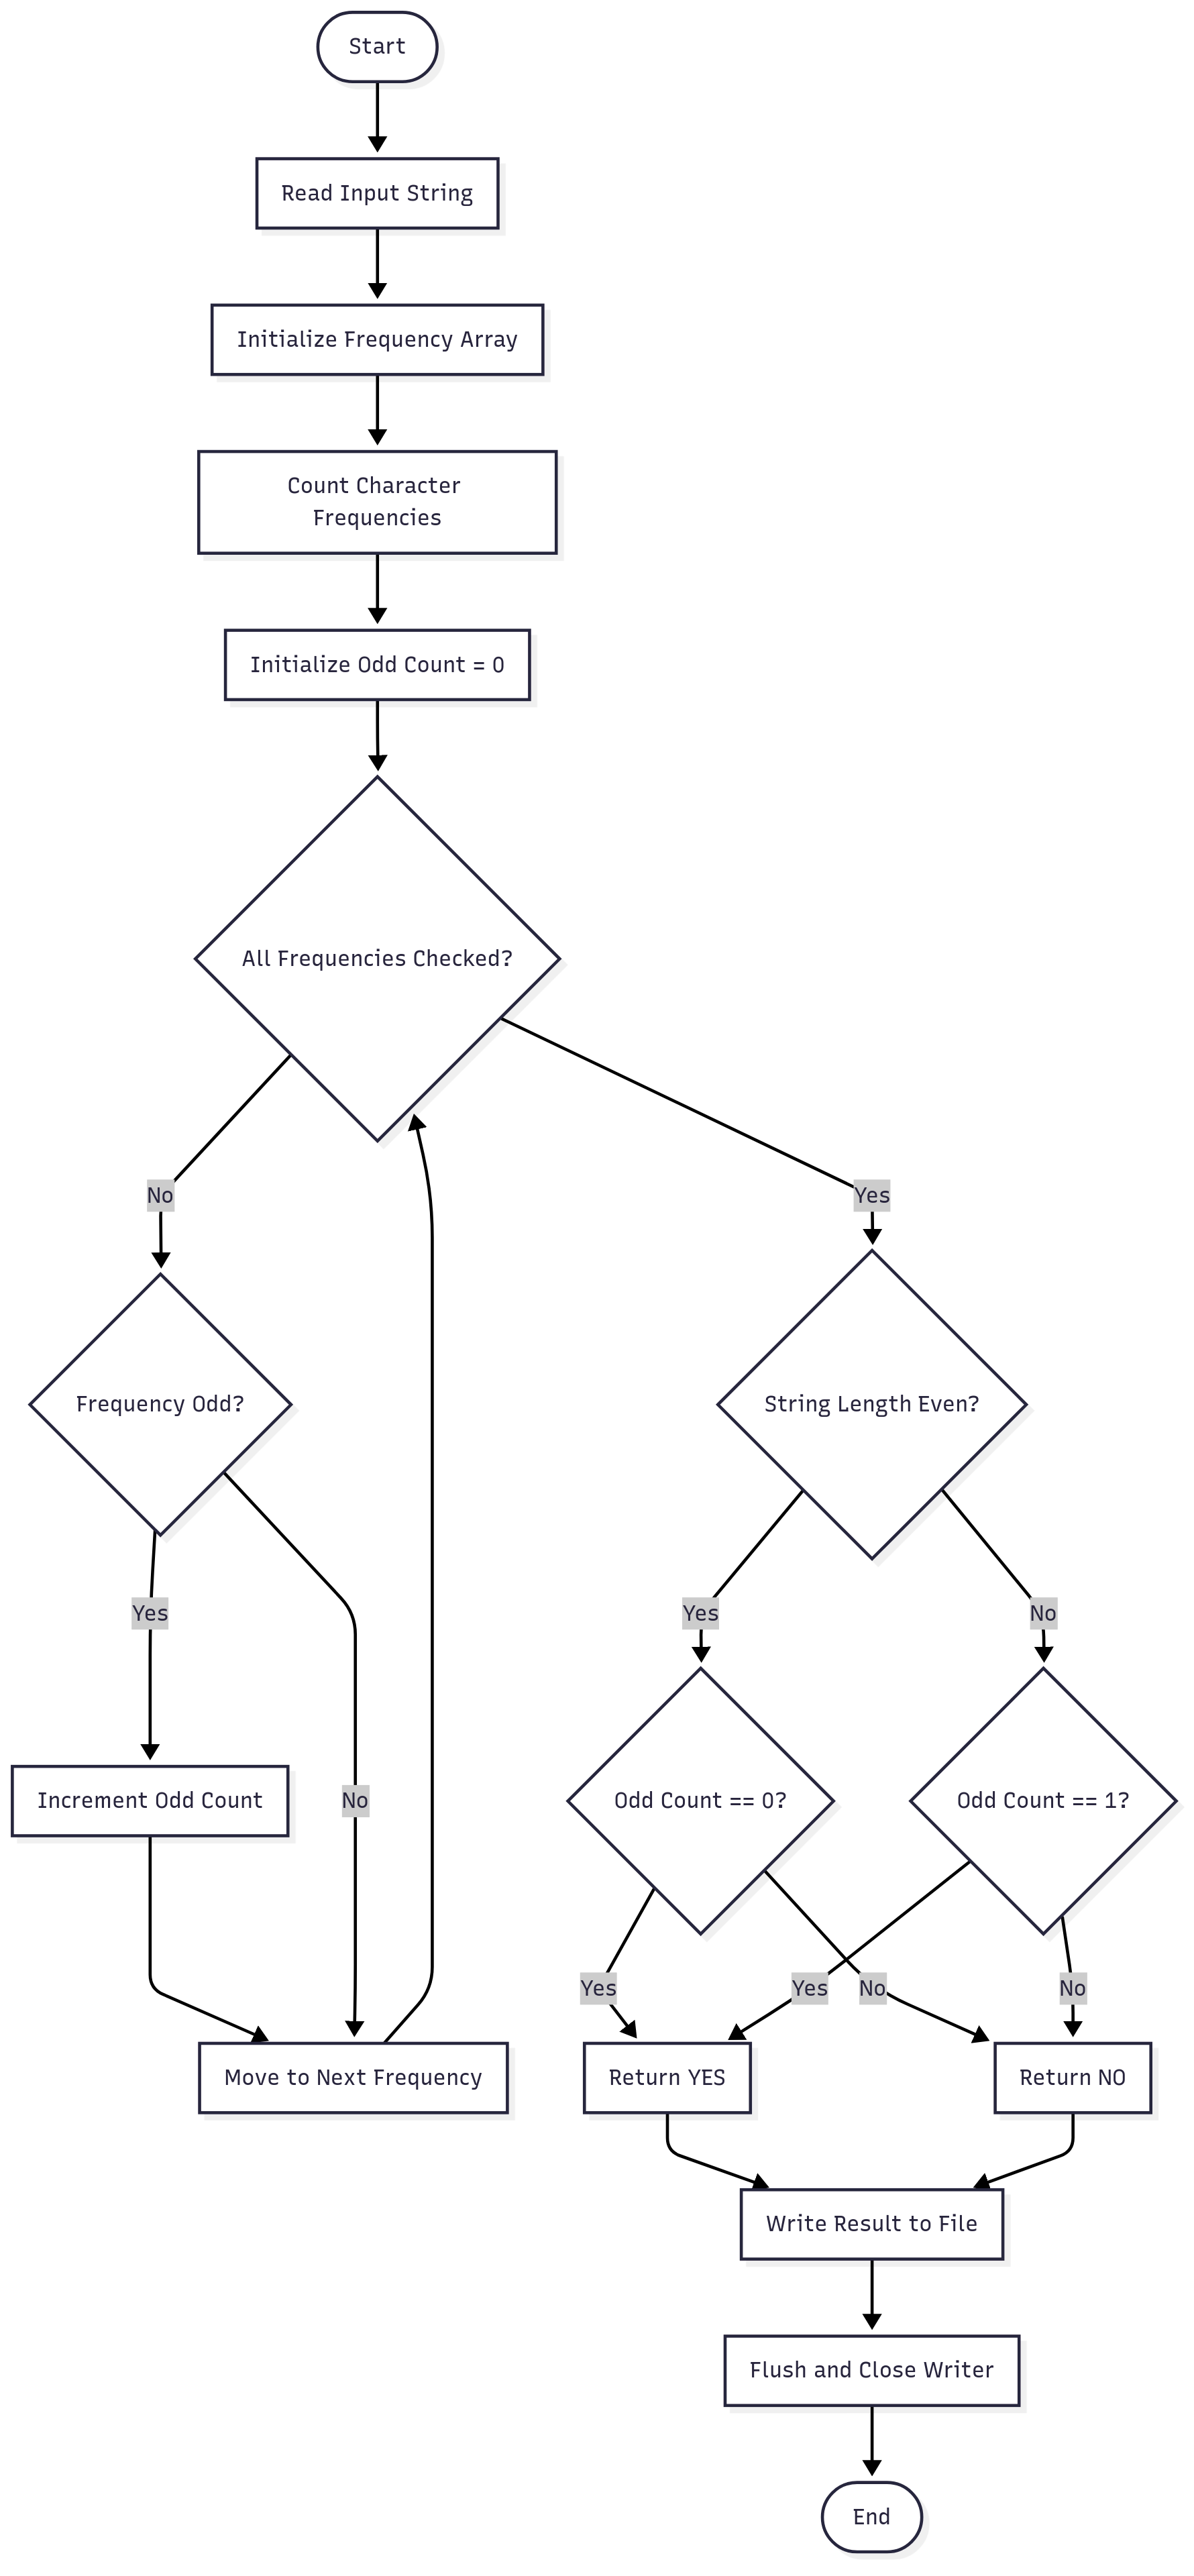 Start
Read Input String
Initialize Frequency Array
Count Character
Frequencies
Initialize Odd Count = 0
All Frequencies Checked?
No
Yes
Frequency Odd?
String Length Even?
Yes
Yes
No
Increment Odd Count
No
Odd Count == 0?
Odd Count == 1?
Yes
Yes
No
No
Move to Next Frequency
Return YES
Return NO
Write Result to File
Flush and Close Writer
End